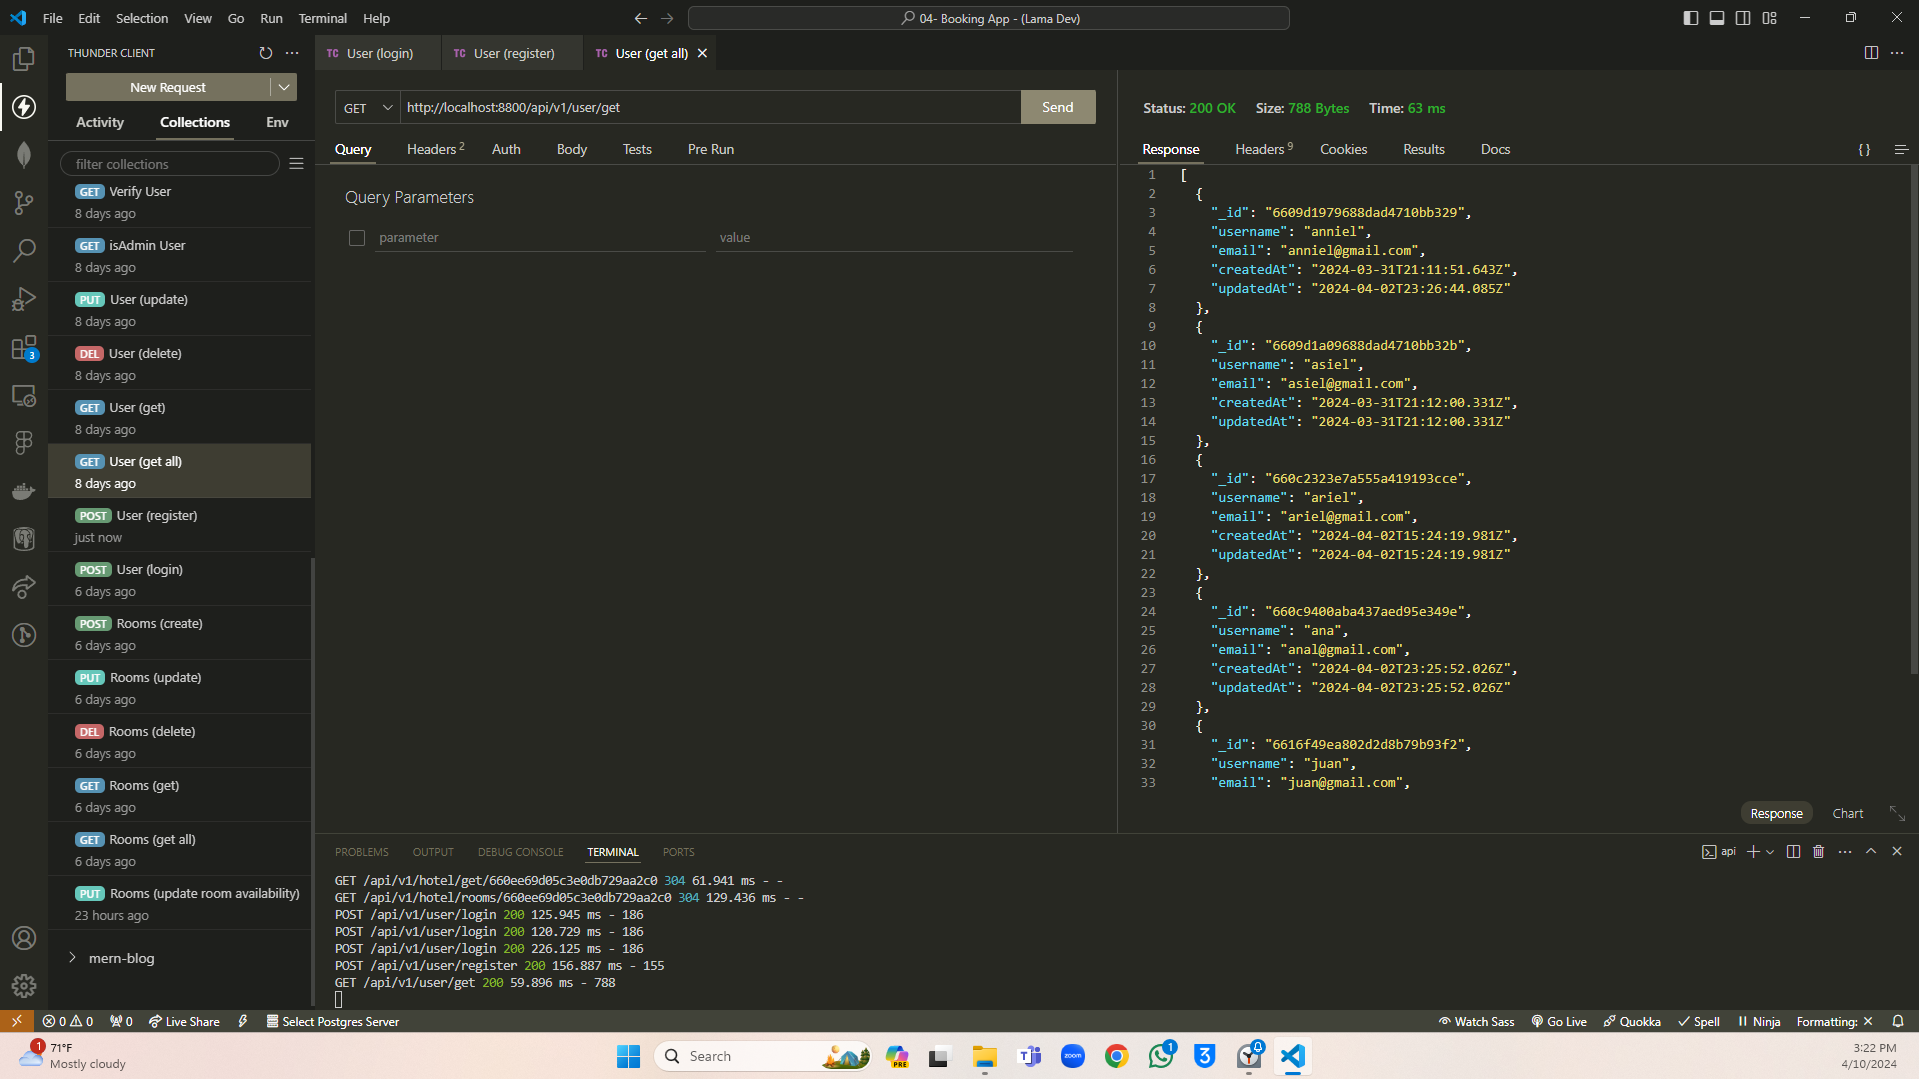 File Edit Selection View Go Run Terminal Help
04- Booking App - (Lama Dev)
THUNDER CLIENT
New Request
Activity Collections Env
filter collections
GET Verify User
8 days ago
GET isAdmin User
8 days ago
PUT User (update)
8 days ago
DEL User (delete)
8 days ago
GET User (get)
8 days ago
GET User (get all)
8 days ago
POST User (register)
just now
POST User (login)
6 days ago
POST Rooms (create)
6 days ago
PUT Rooms (update)
6 days ago
DEL Rooms (delete)
6 days ago
GET Rooms (get)
6 days ago
GET Rooms (get all)
6 days ago
PUT Rooms (update room availability)
23 hours ago
mern-blog
3
TC User (login) TC User (register) TC User (get all)
GET http://localhost:8800/api/v1/user/get Send
Query Headers 2 Auth Body Tests Pre Run
Query Parameters
parameter value
Status: 200 OK Size: 788 Bytes Time: 63 ms
Response Headers 9 Cookies Results Docs {}
1 [
2 {
3 "_id": "6609d1979688dad4710bb329",
4 "username": "anniel",
5 "email": "anniel@gmail.com",
6 "createdAt": "2024-03-31T21:11:51.643Z",
7 "updatedAt": "2024-04-02T23:26:44.085Z"
8 },
9 {
10 "_id": "6609d1a09688dad4710bb32b",
11 "username": "asiel",
12 "email": "asiel@gmail.com",
13 "createdAt": "2024-03-31T21:12:00.331Z",
14 "updatedAt": "2024-03-31T21:12:00.331Z"
15 },
16 {
17 "_id": "660c2323e7a555a419193cce",
18 "username": "ariel",
19 "email": "ariel@gmail.com",
20 "createdAt": "2024-04-02T15:24:19.981Z",
21 "updatedAt": "2024-04-02T15:24:19.981Z"
22 },
23 {
24 "_id": "660c9400aba437aed95e349e",
25 "username": "ana",
26 "email": "anal@gmail.com",
27 "createdAt": "2024-04-02T23:25:52.026Z",
28 "updatedAt": "2024-04-02T23:25:52.026Z"
29 },
30 {
31 "_id": "6616f49ea802d2d8b79b93f2",
32 "username": "juan",
33 "email": "juan@gmail.com",
Response Chart
PROBLEMS OUTPUT DEBUG CONSOLE TERMINAL PORTS
api
GET /api/v1/hotel/get/660ee69d05c3e0db729aa2c0 304 61.941 ms - -
GET /api/v1/hotel/rooms/660ee69d05c3e0db729aa2c0 304 129.436 ms - -
POST /api/v1/user/login 200 125.945 ms - 186
POST /api/v1/user/login 200 120.729 ms - 186
POST /api/v1/user/login 200 226.125 ms - 186
POST /api/v1/user/register 200 156.887 ms - 155
GET /api/v1/user/get 200 59.896 ms - 788
0 0 0 Live Share Select Postgres Server
Watch Sass Go Live Quokka Spell Ninja Formatting:
1 71°F
Mostly cloudy
Search
PRE
zoom
1
3:22 PM
4/10/2024